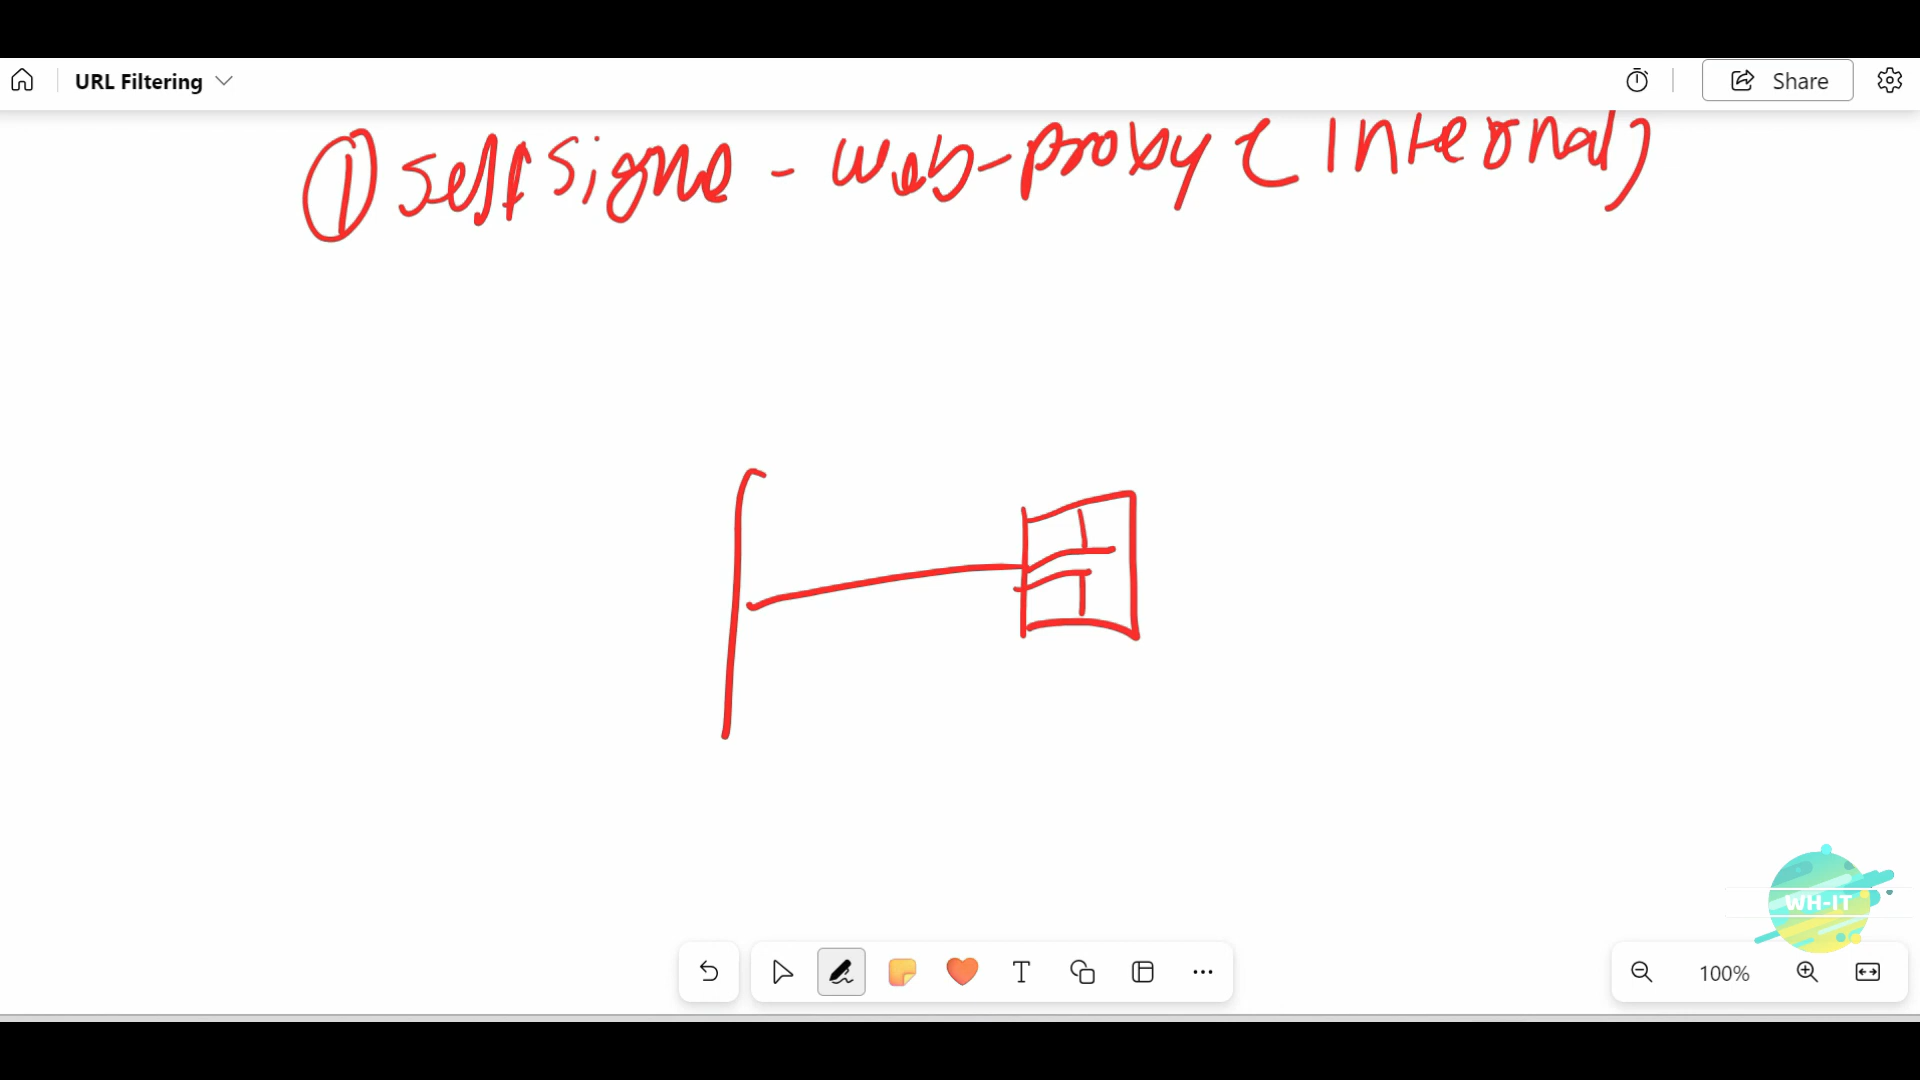 URL Filtering
Share
① self signe - web-proxy ( internal)
WH-IT
100%